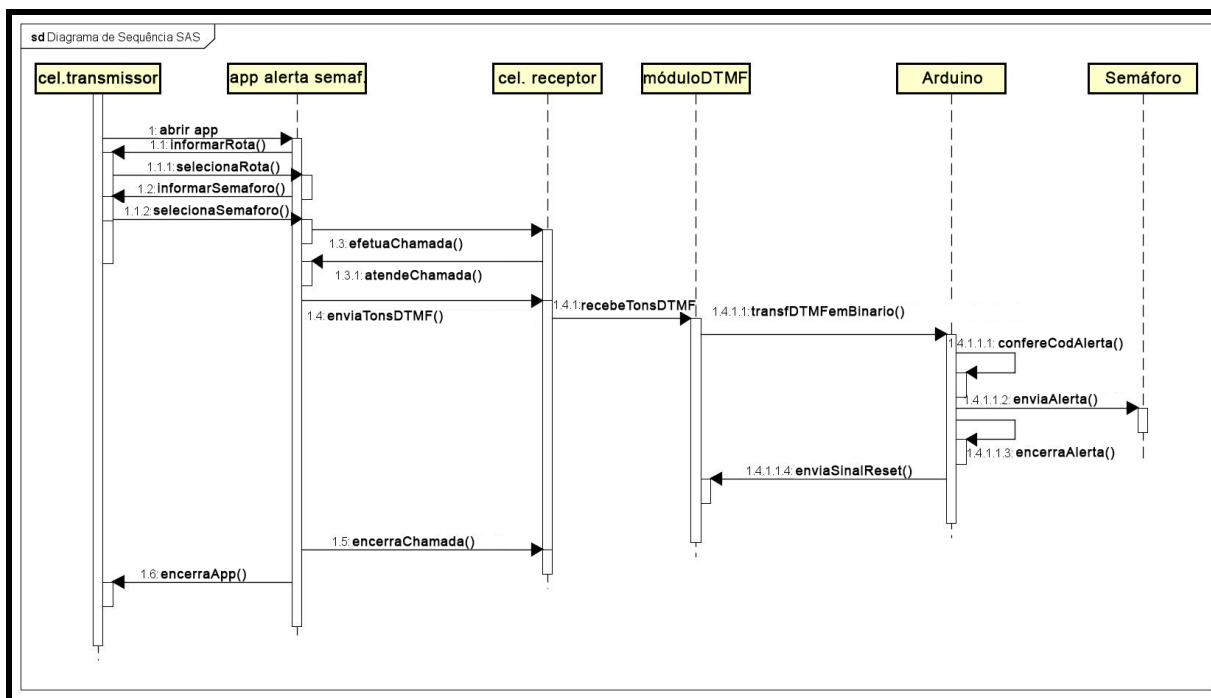 sd Diagrama de Sequência SAS
cel.transmissor
app alerta semaf.
cel. receptor
móduloDTMF
Arduino
Semáforo
1: abrir app
1.1: informarRota()
1.1.1: selecionaRota()
1.2: informarSemaforo()
1.1.2: selecionaSemaforo()
1.3: efetuaChamada()
1.3.1: atendeChamada()
1.4: enviaTonsDTMF()
1.4.1: recebeTonsDTMF
1.4.1.1: transfDTMFemBinario()
1.4.1.1.1: confereCodAlerta()
1.4.1.1.2: enviaAlerta()
1.4.1.1.3: encerraAlerta()
1.4.1.1.4: enviaSinalReset()
1.5: encerraChamada()
1.6: encerraApp()